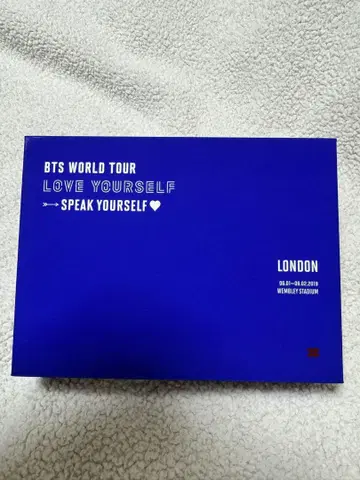 BTS WORLD TOUR
LOVE YOURSELF
SPEAK YOURSELF
LONDON
06.01–06.02,2019
WEMBLEY STADIUM